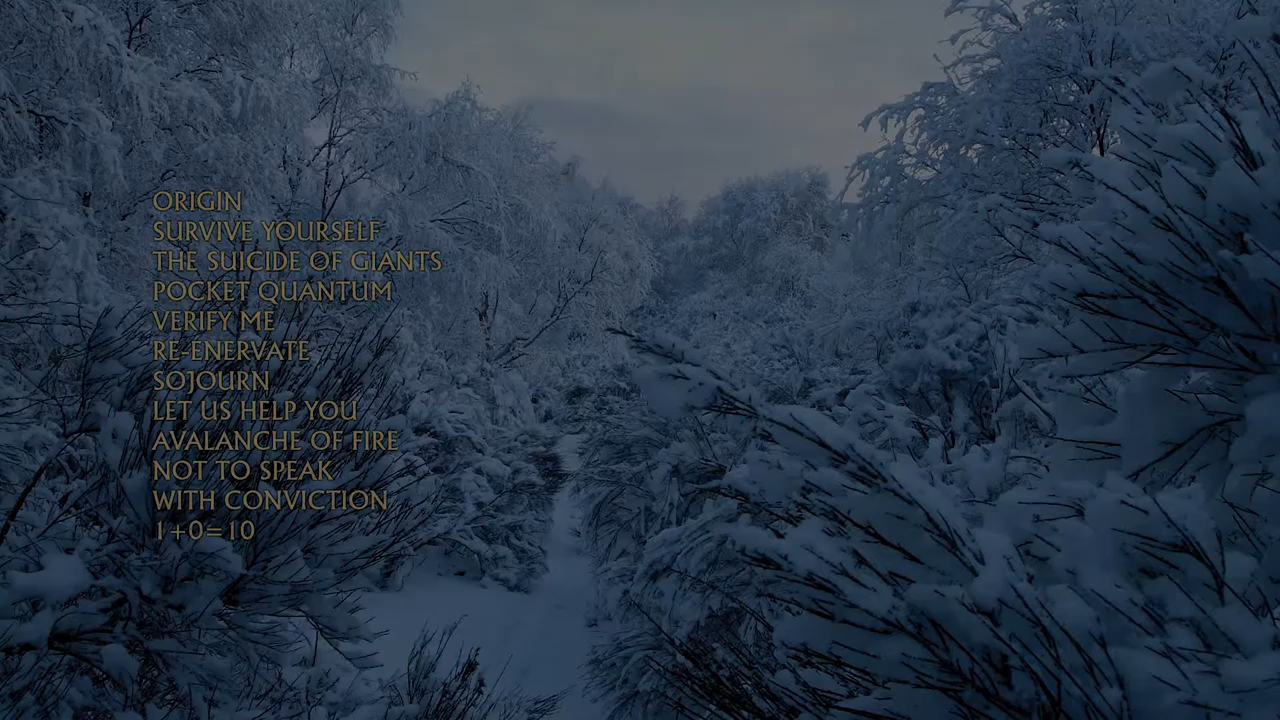 ORIGIN
SURVIVE YOURSELF
THE SUICIDE OF GIANTS
POCKET QUANTUM
VERIFY ME
RE-ENERVATE
SOJOURN
LET US HELP YOU
AVALANCHE OF FIRE
NOT TO SPEAK
WITH CONVICTION
1+0=10